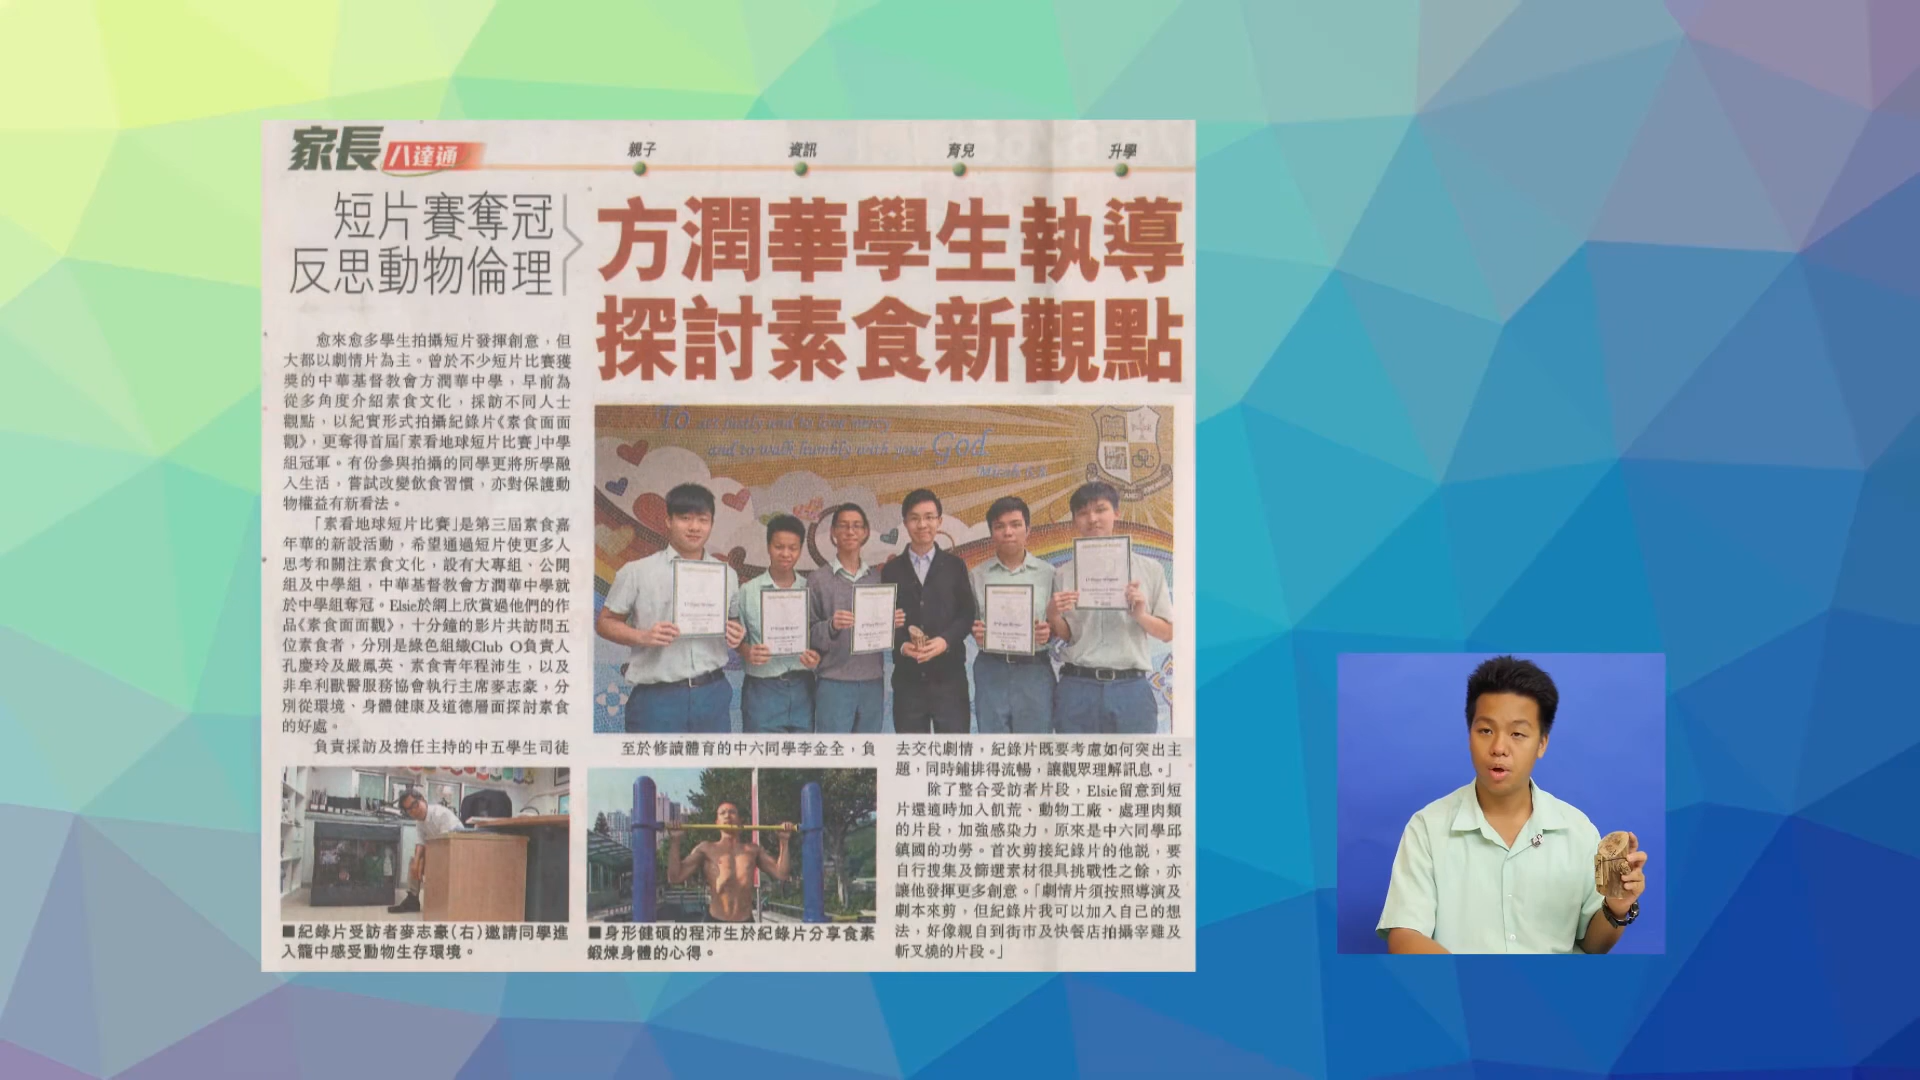 家長八達通
親子 資訊 育兒 升學
短片賽奪冠
反思動物倫理
方潤華學生執導
探討素食新觀點
愈來愈多學生拍攝短片發揮創意，但
大都以劇情片為主。曾於不少短片比賽獲
獎的中華基督教會方潤華中學，早前為
從多角度介紹素食文化，採訪不同人士
觀點，以紀實形式拍攝紀錄片《素食面面
觀》，更奪得首屆「素看地球短片比賽」中學
組冠軍。有份參與拍攝的同學更將所學融
入生活，嘗試改變飲食習慣，亦對保護動
物權益有新看法。
「素看地球短片比賽」是第三屆素食嘉
年華的新設活動，希望通過短片使更多人
思考和關注素食文化，設有大專組、公開
組及中學組，中華基督教會方潤華中學就
於中學組奪冠。Elsie於網上欣賞過他們的作
品《素食面面觀》，十分鐘的影片共訪問五
位素食者，分別是綠色組織Club O負責人
孔慶玲及嚴鳳英、素食青年程沛生，以及
非牟利獸醫服務協會執行主席麥志豪，分
別從環境、身體健康及道德層面探討素食
的好處。
負責採訪及擔任主持的中五學生司徒
To act justly and to love mercy
and to walk humbly with your God.
Micah 6:8
至於修讀體育的中六同學李金全，負
去交代劇情，紀錄片既要考慮如何突出主
題，同時鋪排得流暢，讓觀眾理解訊息。」
除了整合受訪者片段，Elsie留意到短
片還適時加入飢荒、動物工廠、處理肉類
的片段，加強感染力，原來是中六同學邱
鎮國的功勞。首次剪接紀錄片的他說，要
自行搜集及篩選素材很具挑戰性之餘，亦
讓他發揮更多創意。「劇情片須按照導演及
劇本來剪，但紀錄片我可以加入自己的想
法，好像親自到街市及快餐店拍攝宰雞及
斬叉燒的片段。」
■紀錄片受訪者麥志豪（右）邀請同學進
入籠中感受動物生存環境。
■身形健碩的程沛生於紀錄片分享食素
鍛煉身體的心得。